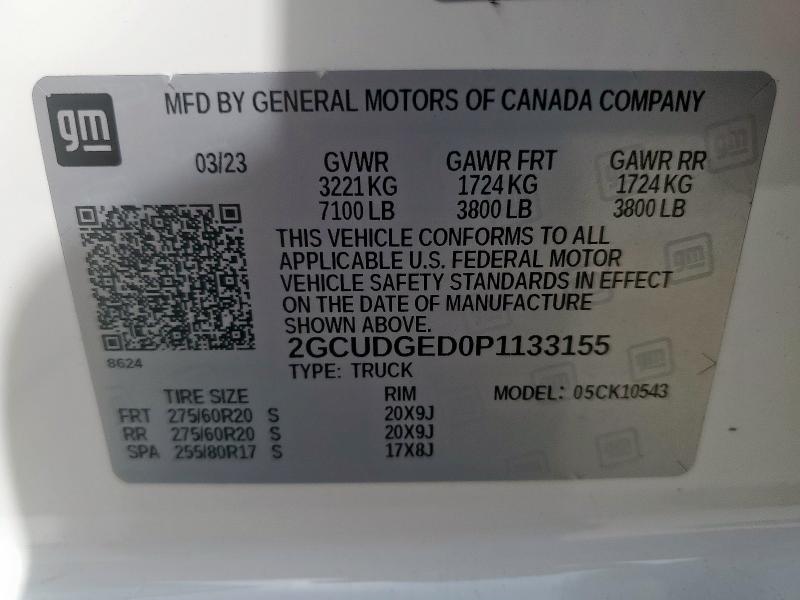 gm
MFD BY GENERAL MOTORS OF CANADA COMPANY
03/23 GVWR GAWR FRT GAWR RR
3221 KG 1724 KG 1724 KG
7100 LB 3800 LB 3800 LB
THIS VEHICLE CONFORMS TO ALL
APPLICABLE U.S. FEDERAL MOTOR
VEHICLE SAFETY STANDARDS IN EFFECT
ON THE DATE OF MANUFACTURE
SHOWN ABOVE.
8624
2GCUDGED0P1133155
TYPE: TRUCK
TIRE SIZE RIM MODEL: 05CK10543
FRT 275/60R20 S 20X9J
RR 275/60R20 S 20X9J
SPA 255/80R17 S 17X8J